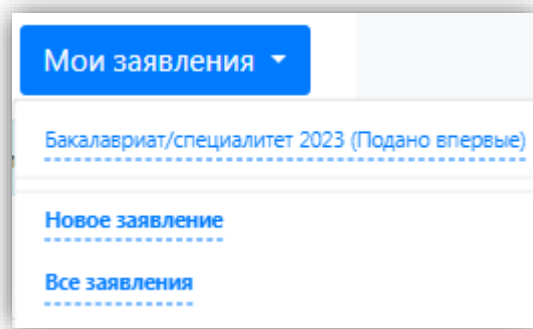 Мои заявления
Бакалавриат/специалитет 2023 (Подано впервые)
Новое заявление
Все заявления